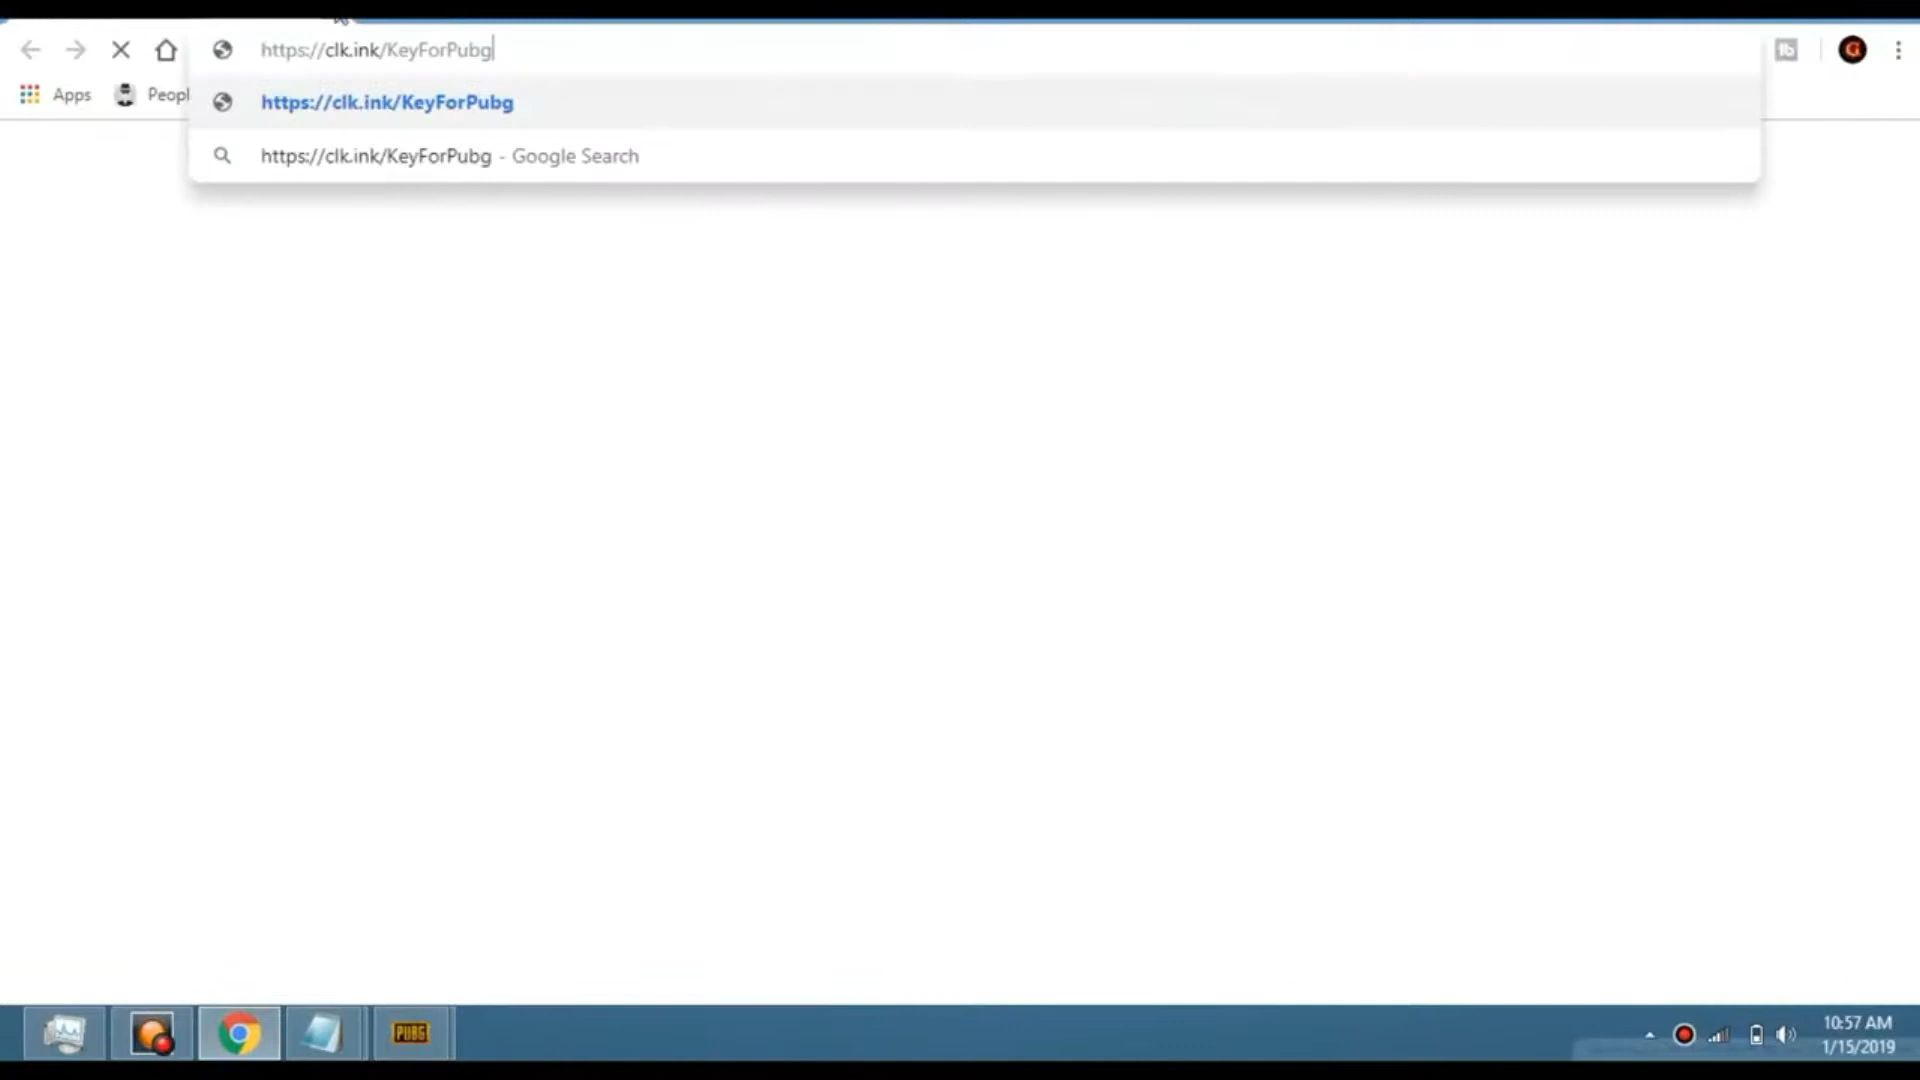 https://clk.ink/KeyForPubg
Apps Peopl
https://clk.ink/KeyForPubg
https://clk.ink/KeyForPubg - Google Search
tb
G
PUBG
10:57 AM
1/15/2019